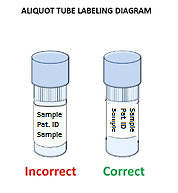 ALIQUOT TUBE LABELING DIAGRAM
Sample
Pat. ID
Sample
Sample
Pat. ID
Sample
Incorrect
Correct